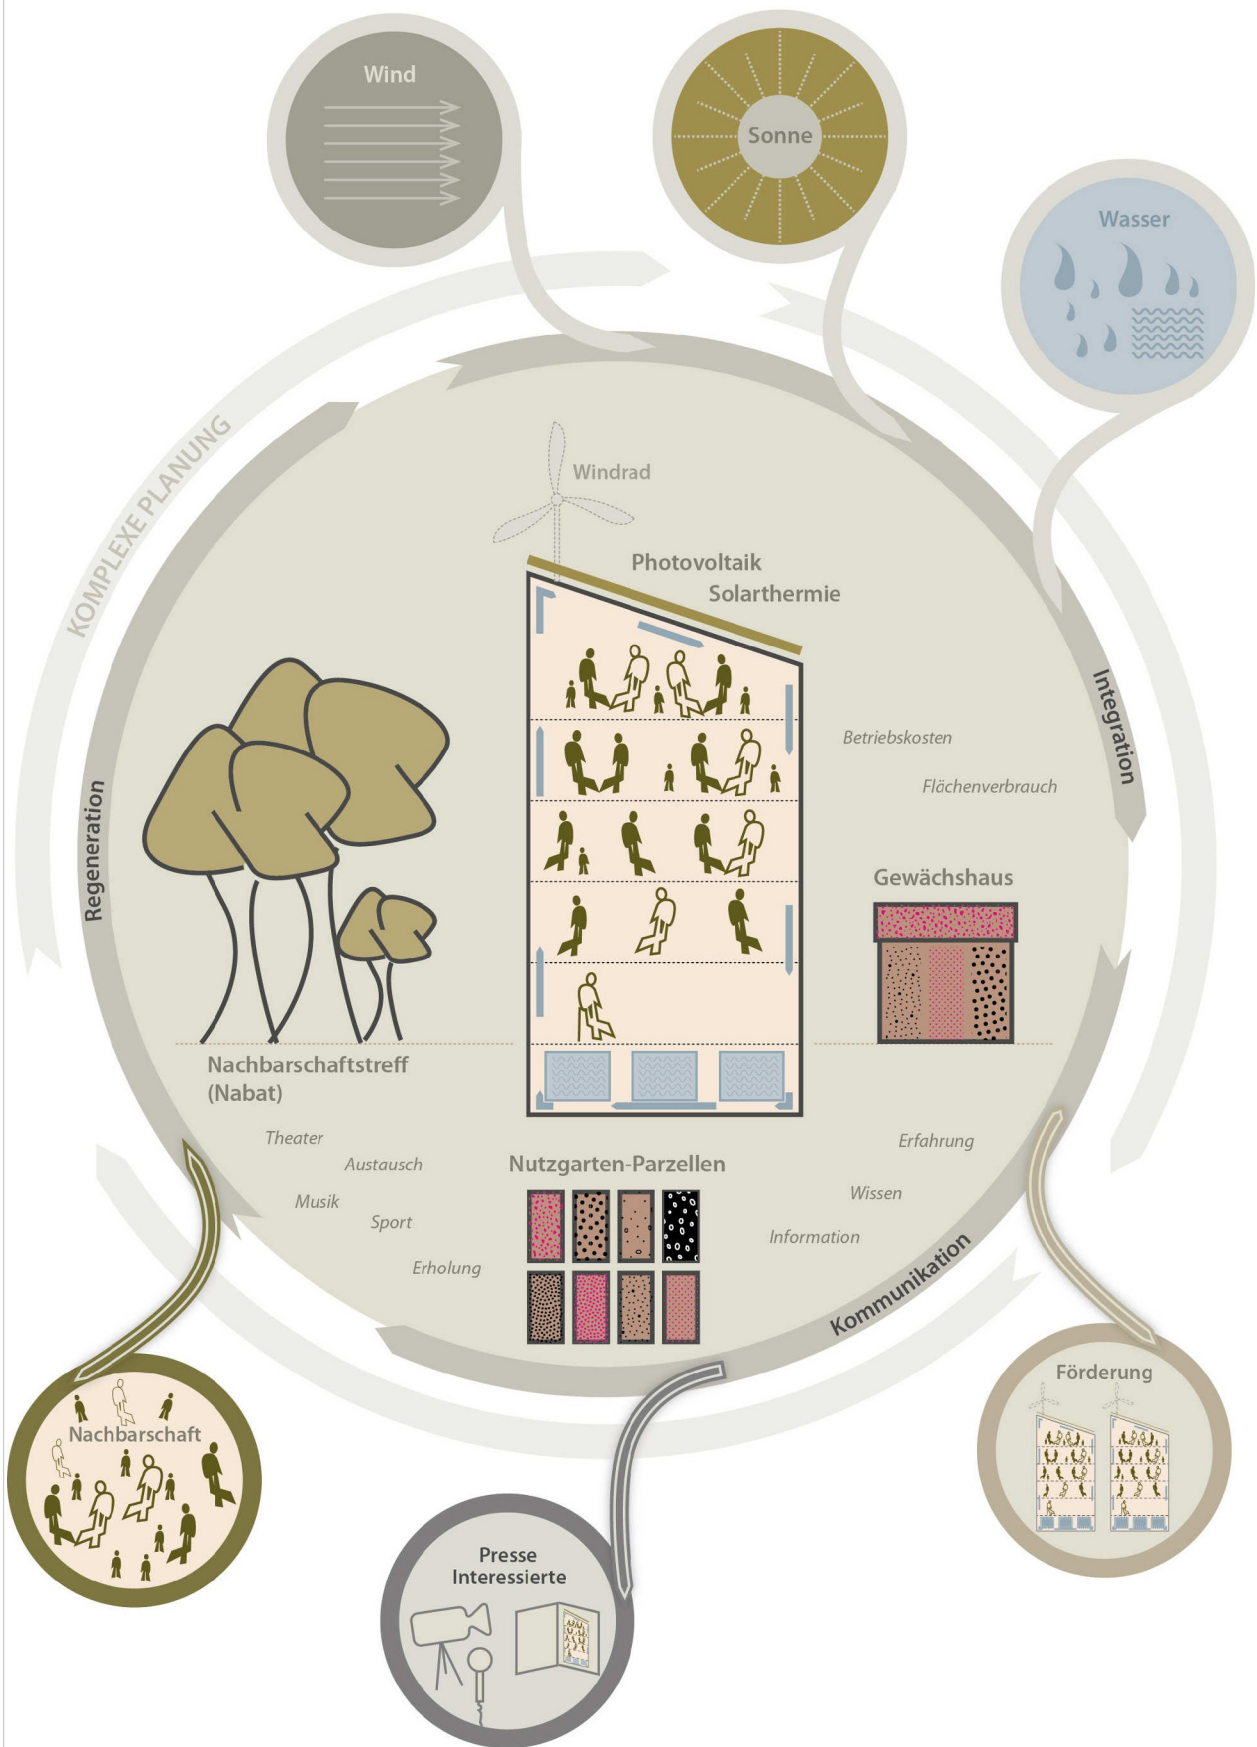 Wind
Sonne
Wasser
KOMPLEXE PLANUNG
Windrad
Photovoltaik
Solarthermie
Integration
Betriebskosten
Flächenverbrauch
Regeneration
Gewächshaus
Nachbarschaftstreff
(Nabat)
Theater
Austausch
Musik
Sport
Erholung
Nutzgarten-Parzellen
Erfahrung
Wissen
Information
Kommunikation
Nachbarschaft
Förderung
Presse
Interessierte